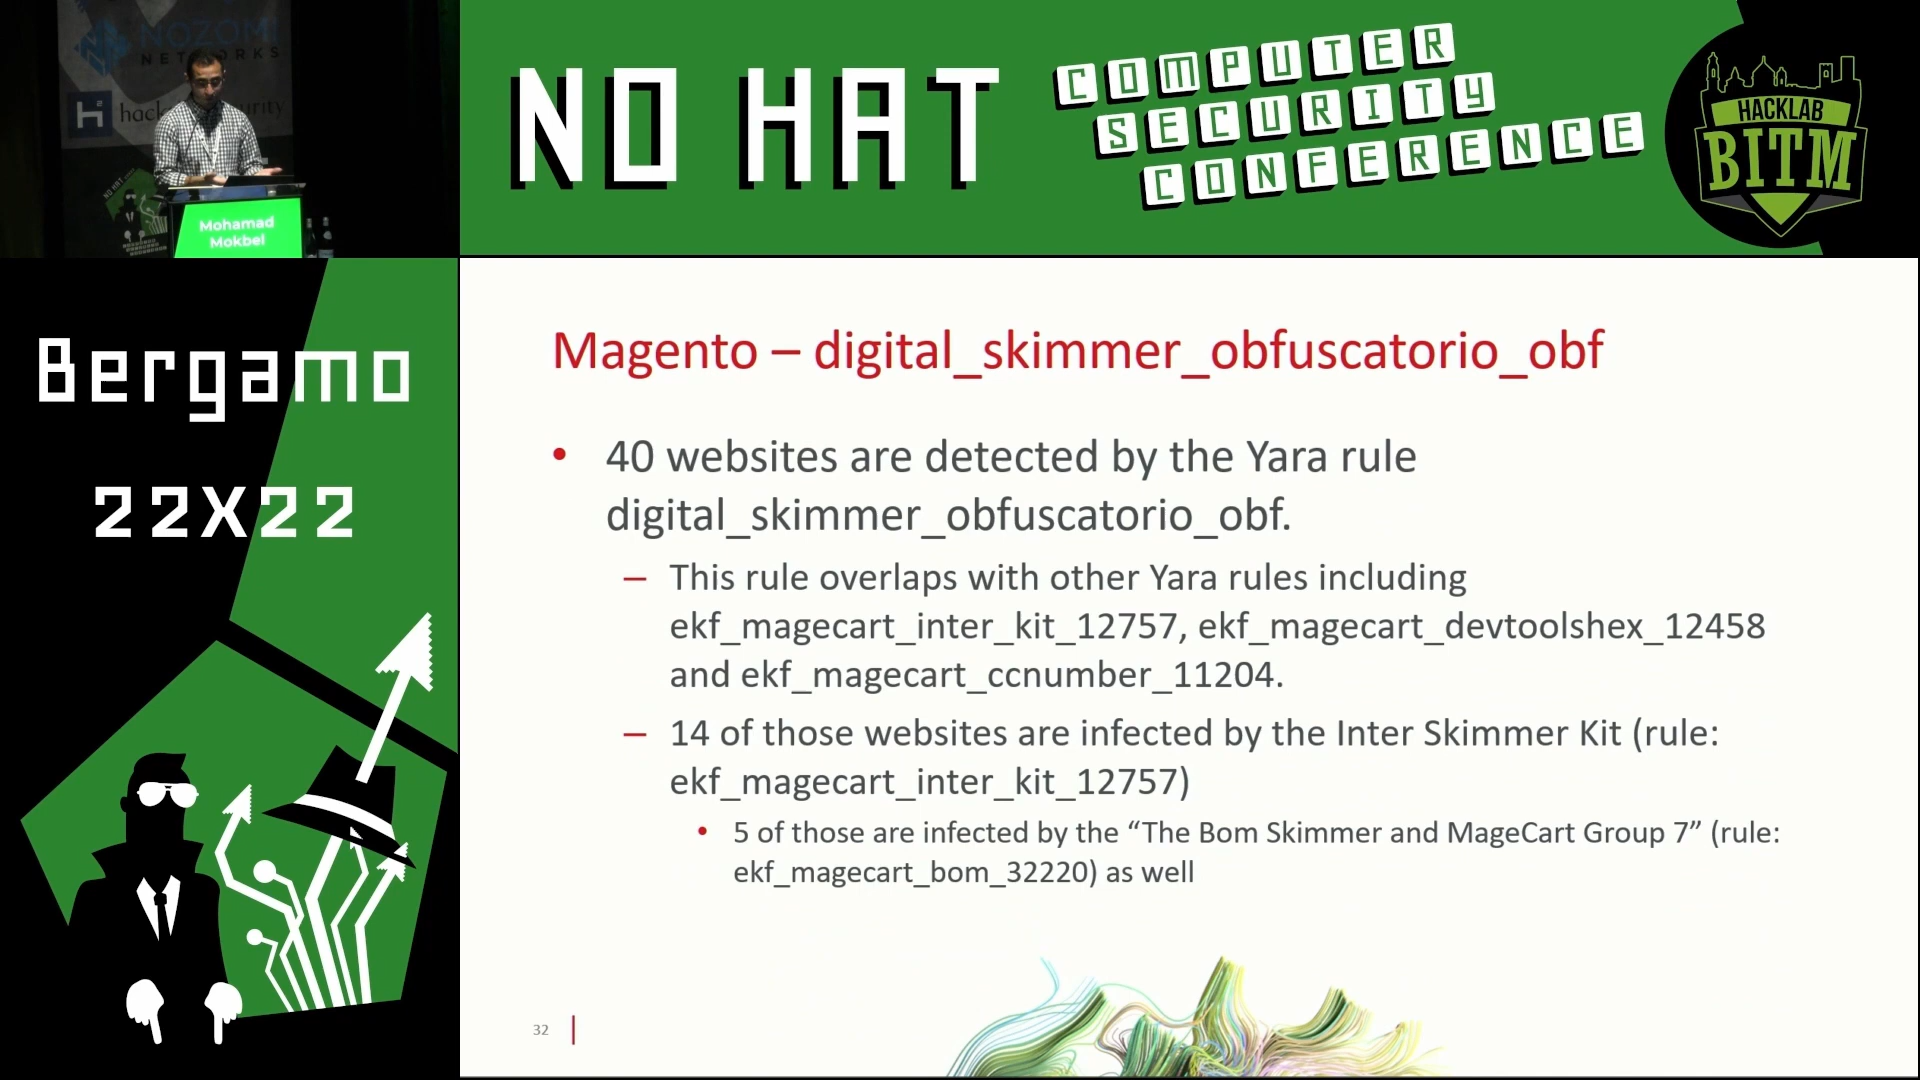 NOZOMI
NETWORKS
Mohamad
Mokbel
NO HAT
COMPUTER
SECURITY
CONFERENCE
HACKLAB
BITM
Bergamo
22X22
Magento – digital_skimmer_obfuscatorio_obf
• 40 websites are detected by the Yara rule
digital_skimmer_obfuscatorio_obf.
– This rule overlaps with other Yara rules including
ekf_magecart_inter_kit_12757, ekf_magecart_devtoolshex_12458
and ekf_magecart_ccnumber_11204.
– 14 of those websites are infected by the Inter Skimmer Kit (rule:
ekf_magecart_inter_kit_12757)
• 5 of those are infected by the “The Bom Skimmer and MageCart Group 7” (rule:
ekf_magecart_bom_32220) as well
32